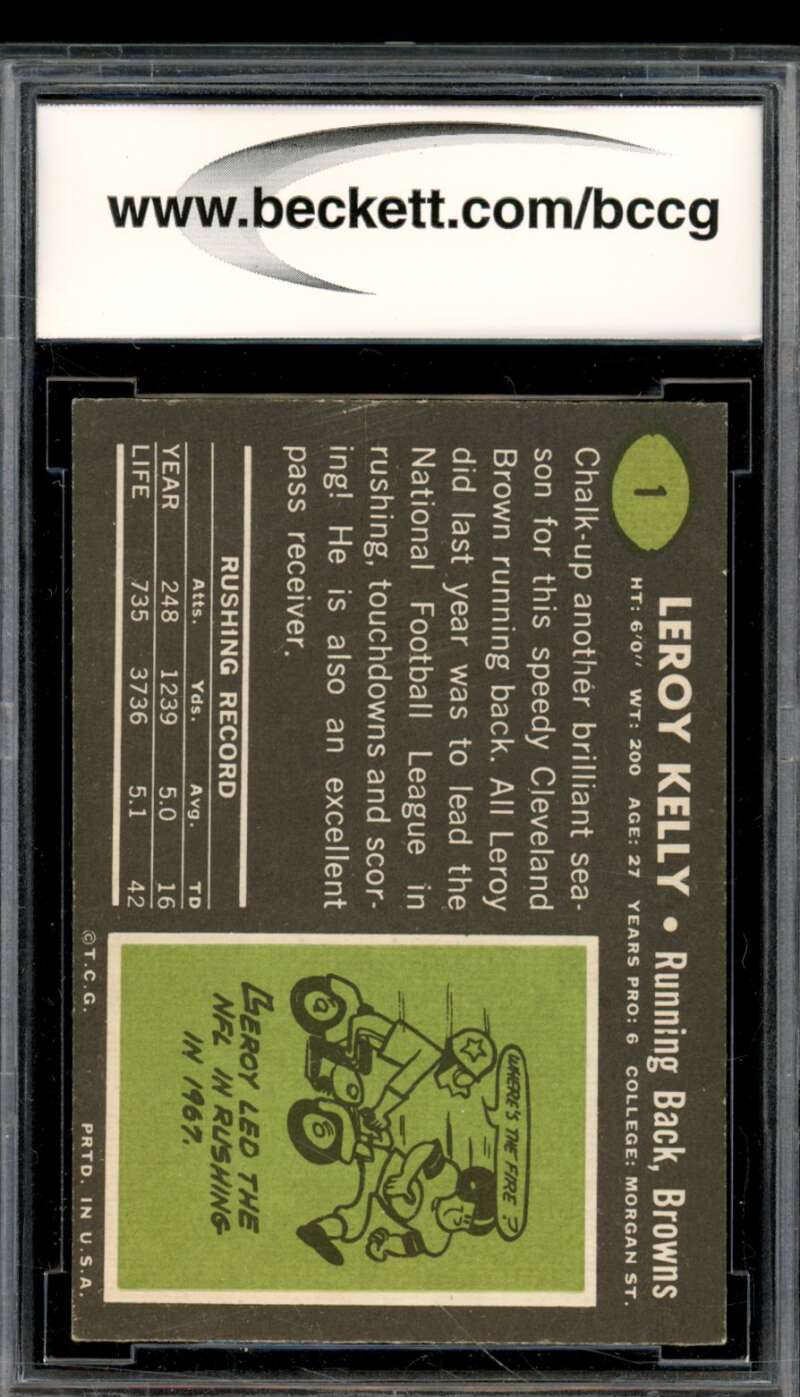 www.beckett.com/bccg
1
LEROY KELLY • Running Back, Browns
HT: 6'0" WT: 200 AGE: 27 YEARS PRO: 6 COLLEGE: MORGAN ST.
Chalk-up another brilliant sea-
son for this speedy Cleveland
Brown running back. All Leroy
did last year was to lead the
National Football League in
rushing, touchdowns and scor-
ing! He is also an excellent
pass receiver.
RUSHING RECORD
Atts. Yds. Avg. TD
YEAR 248 1239 5.0 16
LIFE 735 3736 5.1 42
WHERE'S THE FIRE?
LEROY LED THE
NFL IN RUSHING
IN 1967.
©T.C.G. PRTD. IN U.S.A.